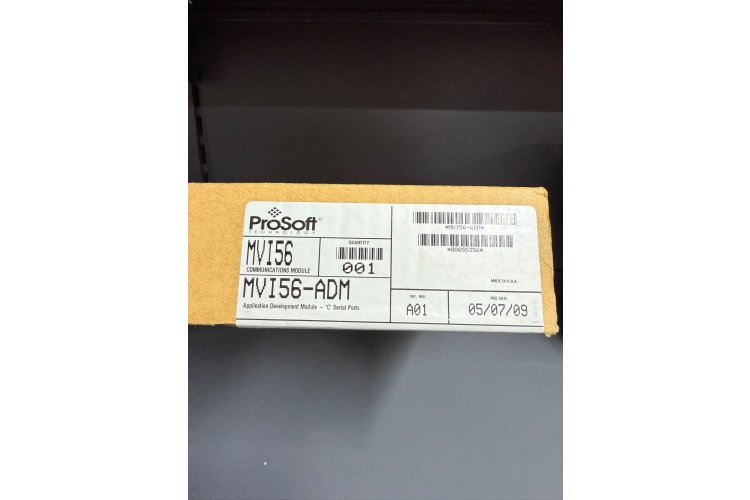 ProSoft®
TECHNOLOGY
MVI56
COMMUNICATIONS MODULE
QUANTITY
001
MVI56-ADM
Application Development Module - 'C' Serial Ports
*MVI56-ADM*
*00055356*
MADE IN U.S.A.
CAT. REV.
A01
PKG DATE
05/07/09